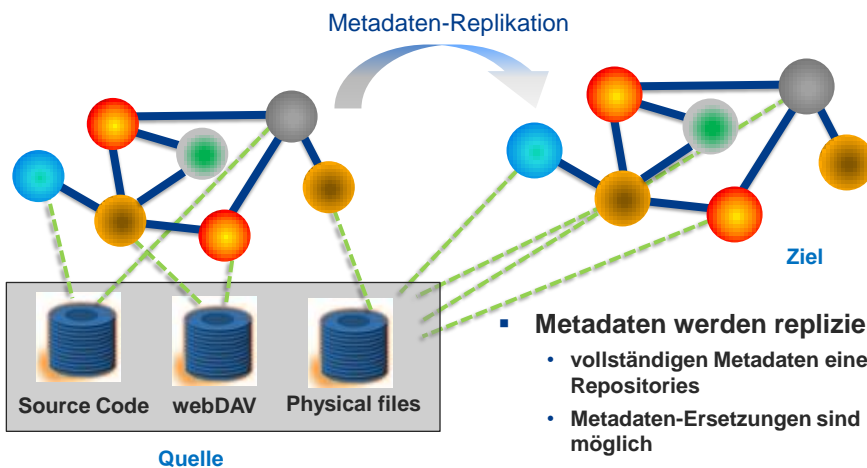 Metadaten-Replikation
Ziel
Source Code
webDAV
Physical files
Quelle
▪ Metadaten werden replizie
• vollständigen Metadaten eine
Repositories
• Metadaten-Ersetzungen sind
möglich